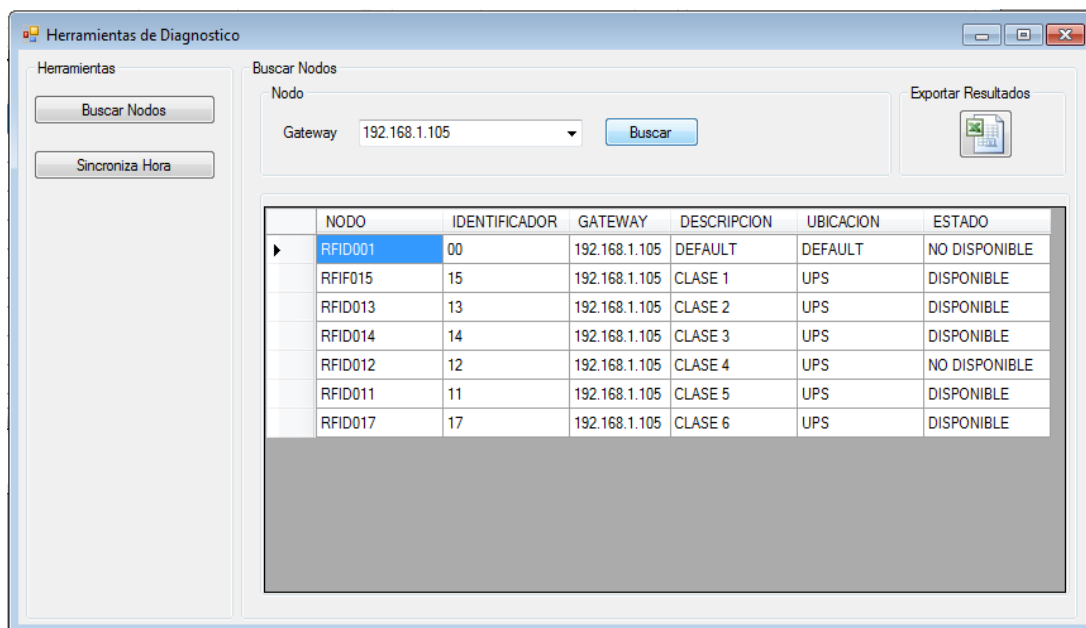 Herramientas de Diagnostico
Herramientas
Buscar Nodos
Sincroniza Hora
Buscar Nodos
Nodo
Gateway 192.168.1.105 Buscar
Exportar Resultados
NODO IDENTIFICADOR GATEWAY DESCRIPCION UBICACION ESTADO
RFID001 00 192.168.1.105 DEFAULT DEFAULT NO DISPONIBLE
RFIF015 15 192.168.1.105 CLASE 1 UPS DISPONIBLE
RFID013 13 192.168.1.105 CLASE 2 UPS DISPONIBLE
RFID014 14 192.168.1.105 CLASE 3 UPS DISPONIBLE
RFID012 12 192.168.1.105 CLASE 4 UPS NO DISPONIBLE
RFID011 11 192.168.1.105 CLASE 5 UPS DISPONIBLE
RFID017 17 192.168.1.105 CLASE 6 UPS DISPONIBLE